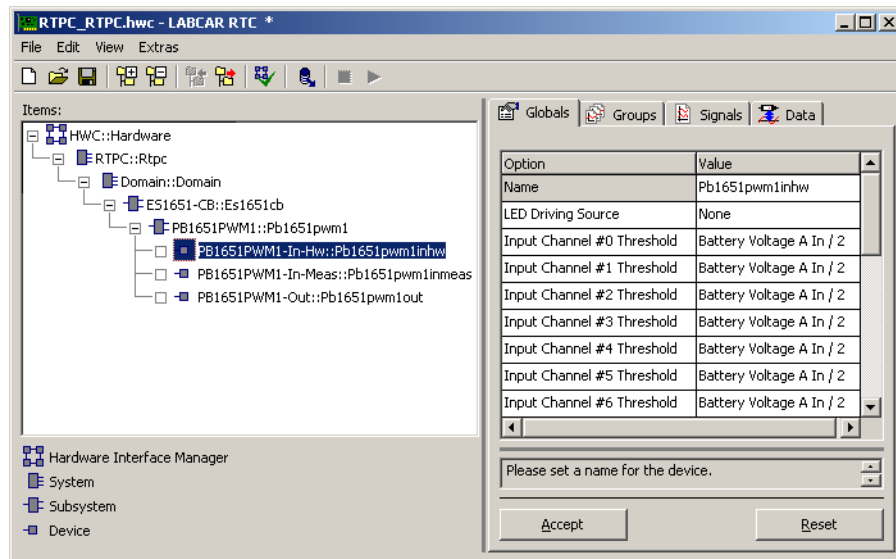 RTPC_RTPC.hwc - LABCAR RTC *
File Edit View Extras
Items:
HWC::Hardware
RTPC::Rtpc
Domain::Domain
ES1651-CB::Es1651cb
PB1651PWM1::Pb1651pwm1
PB1651PWM1-In-Hw::Pb1651pwm1inhw
PB1651PWM1-In-Meas::Pb1651pwm1inmeas
PB1651PWM1-Out::Pb1651pwm1out
Hardware Interface Manager
System
Subsystem
Device
Globals Groups Signals Data
Option Value
Name Pb1651pwm1inhw
LED Driving Source None
Input Channel #0 Threshold Battery Voltage A In / 2
Input Channel #1 Threshold Battery Voltage A In / 2
Input Channel #2 Threshold Battery Voltage A In / 2
Input Channel #3 Threshold Battery Voltage A In / 2
Input Channel #4 Threshold Battery Voltage A In / 2
Input Channel #5 Threshold Battery Voltage A In / 2
Input Channel #6 Threshold Battery Voltage A In / 2
Please set a name for the device.
Accept Reset